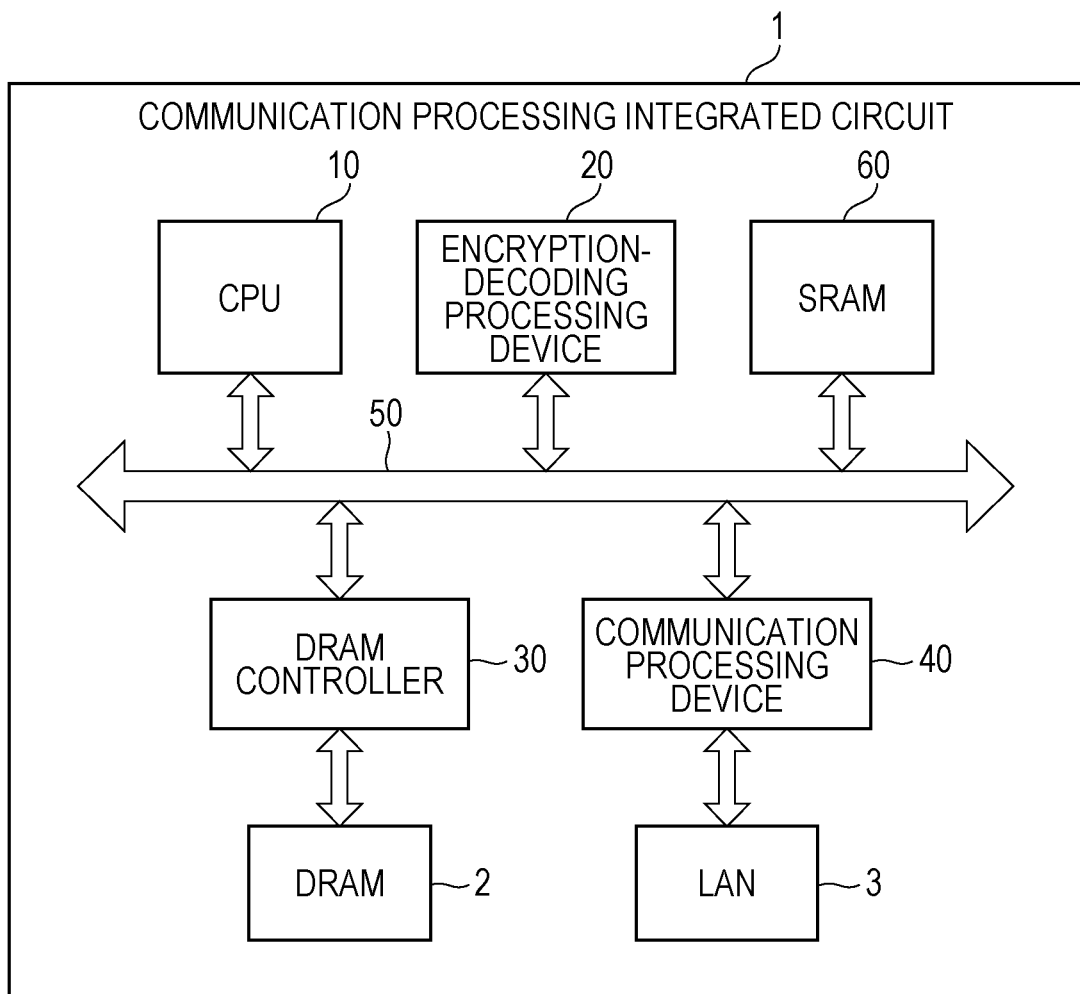 1
COMMUNICATION PROCESSING INTEGRATED CIRCUIT
10
20
60
CPU
ENCRYPTION-
DECODING
PROCESSING
DEVICE
SRAM
50
DRAM
CONTROLLER
30
COMMUNICATION
PROCESSING
DEVICE
40
DRAM
2
LAN
3